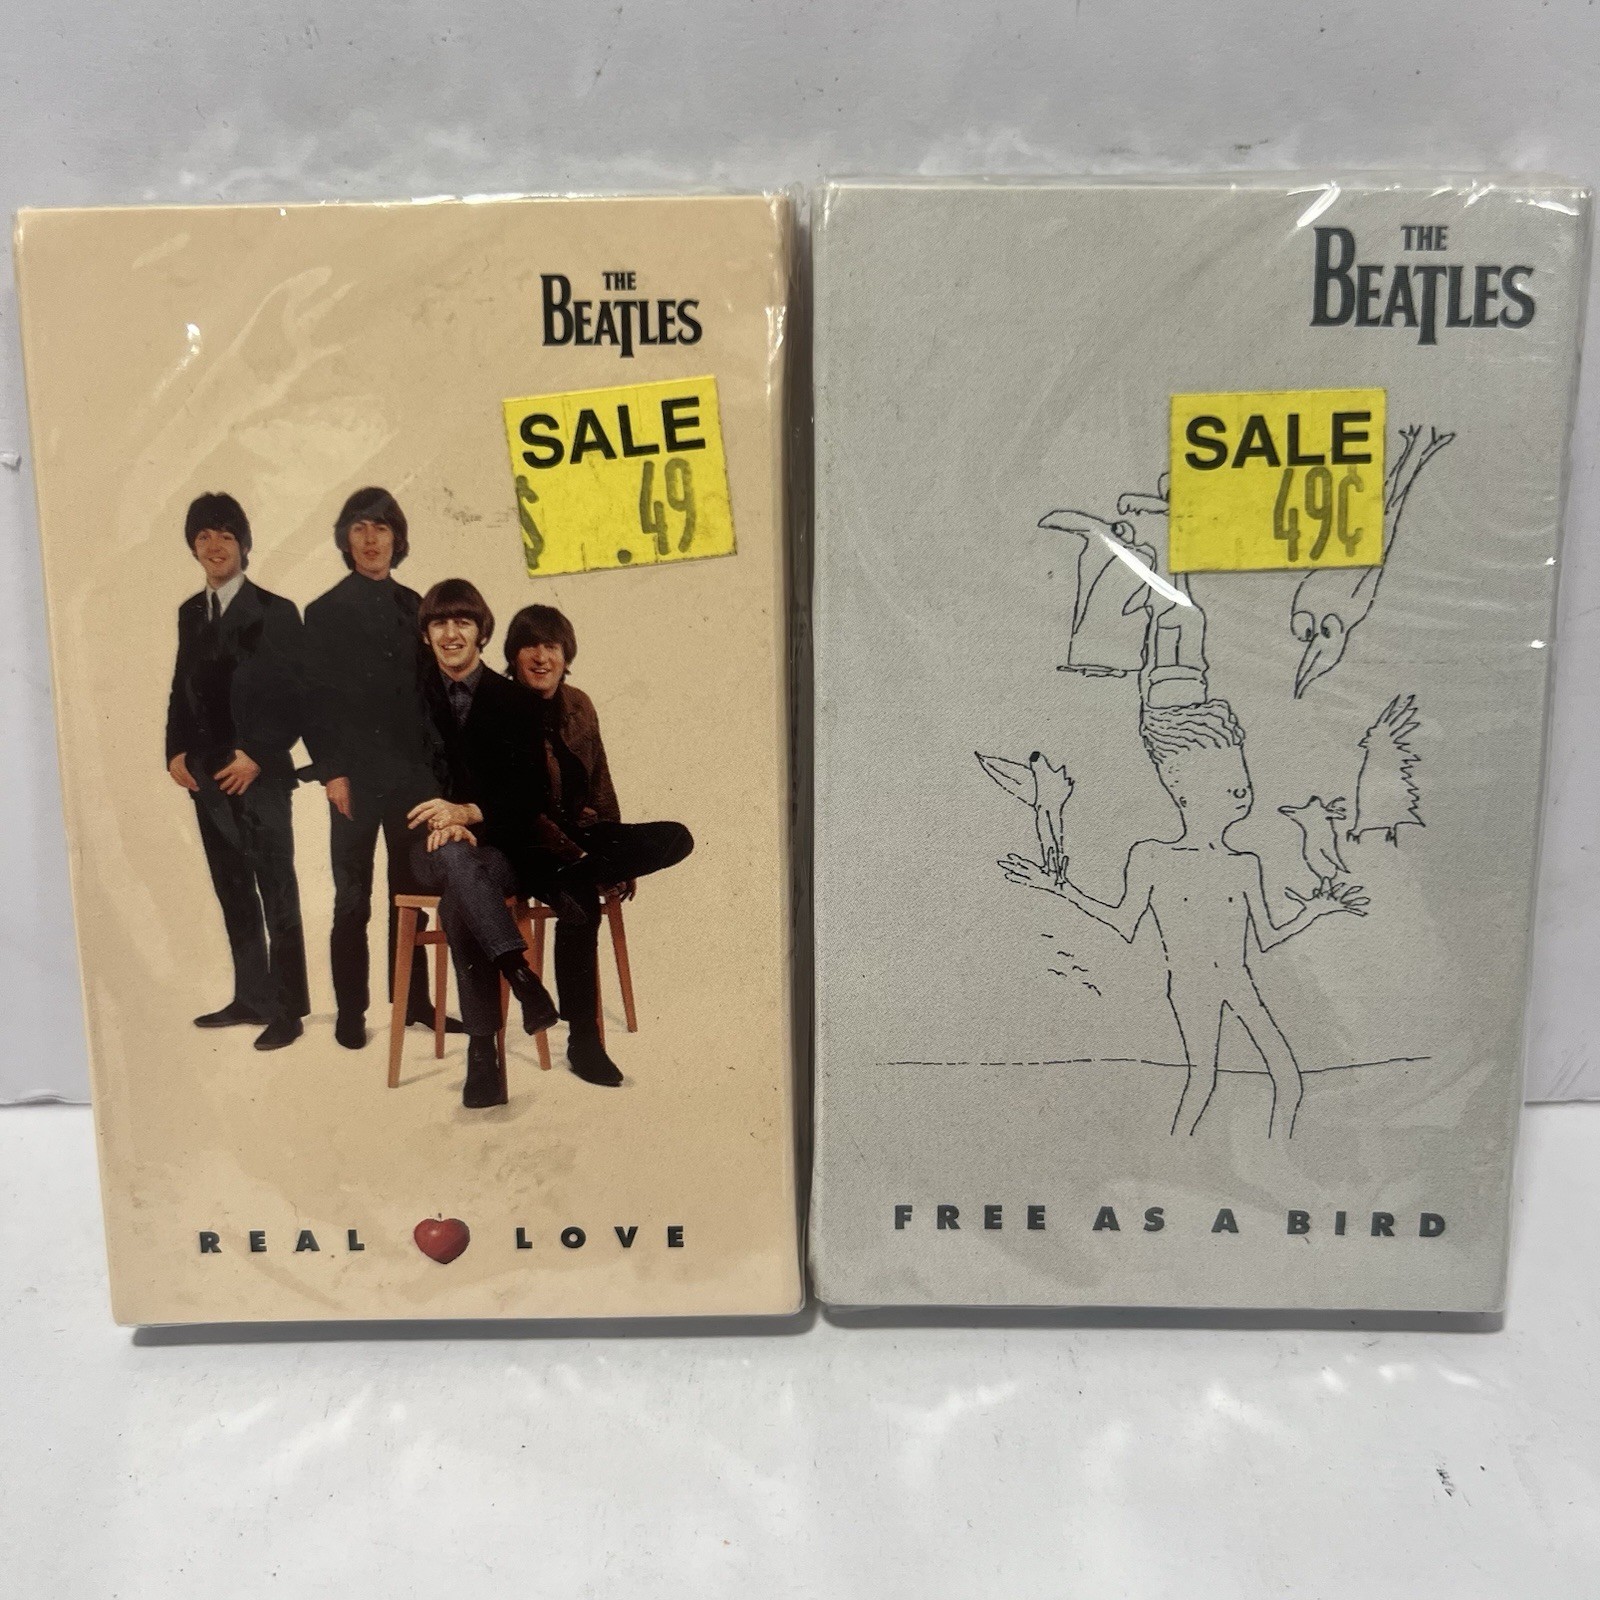 THE
BEATLES
SALE
$ .49
REAL LOVE
THE
BEATLES
SALE
49¢
FREE AS A BIRD